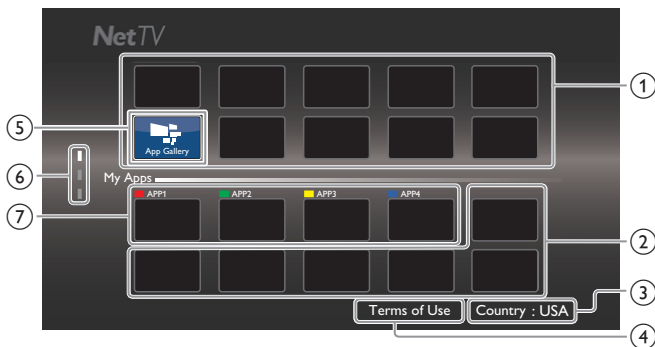 NetTV
①
⑤
App Gallery
⑥
My Apps
⑦
APP1 APP2 APP3 APP4
②
③
Terms of Use Country : USA
④